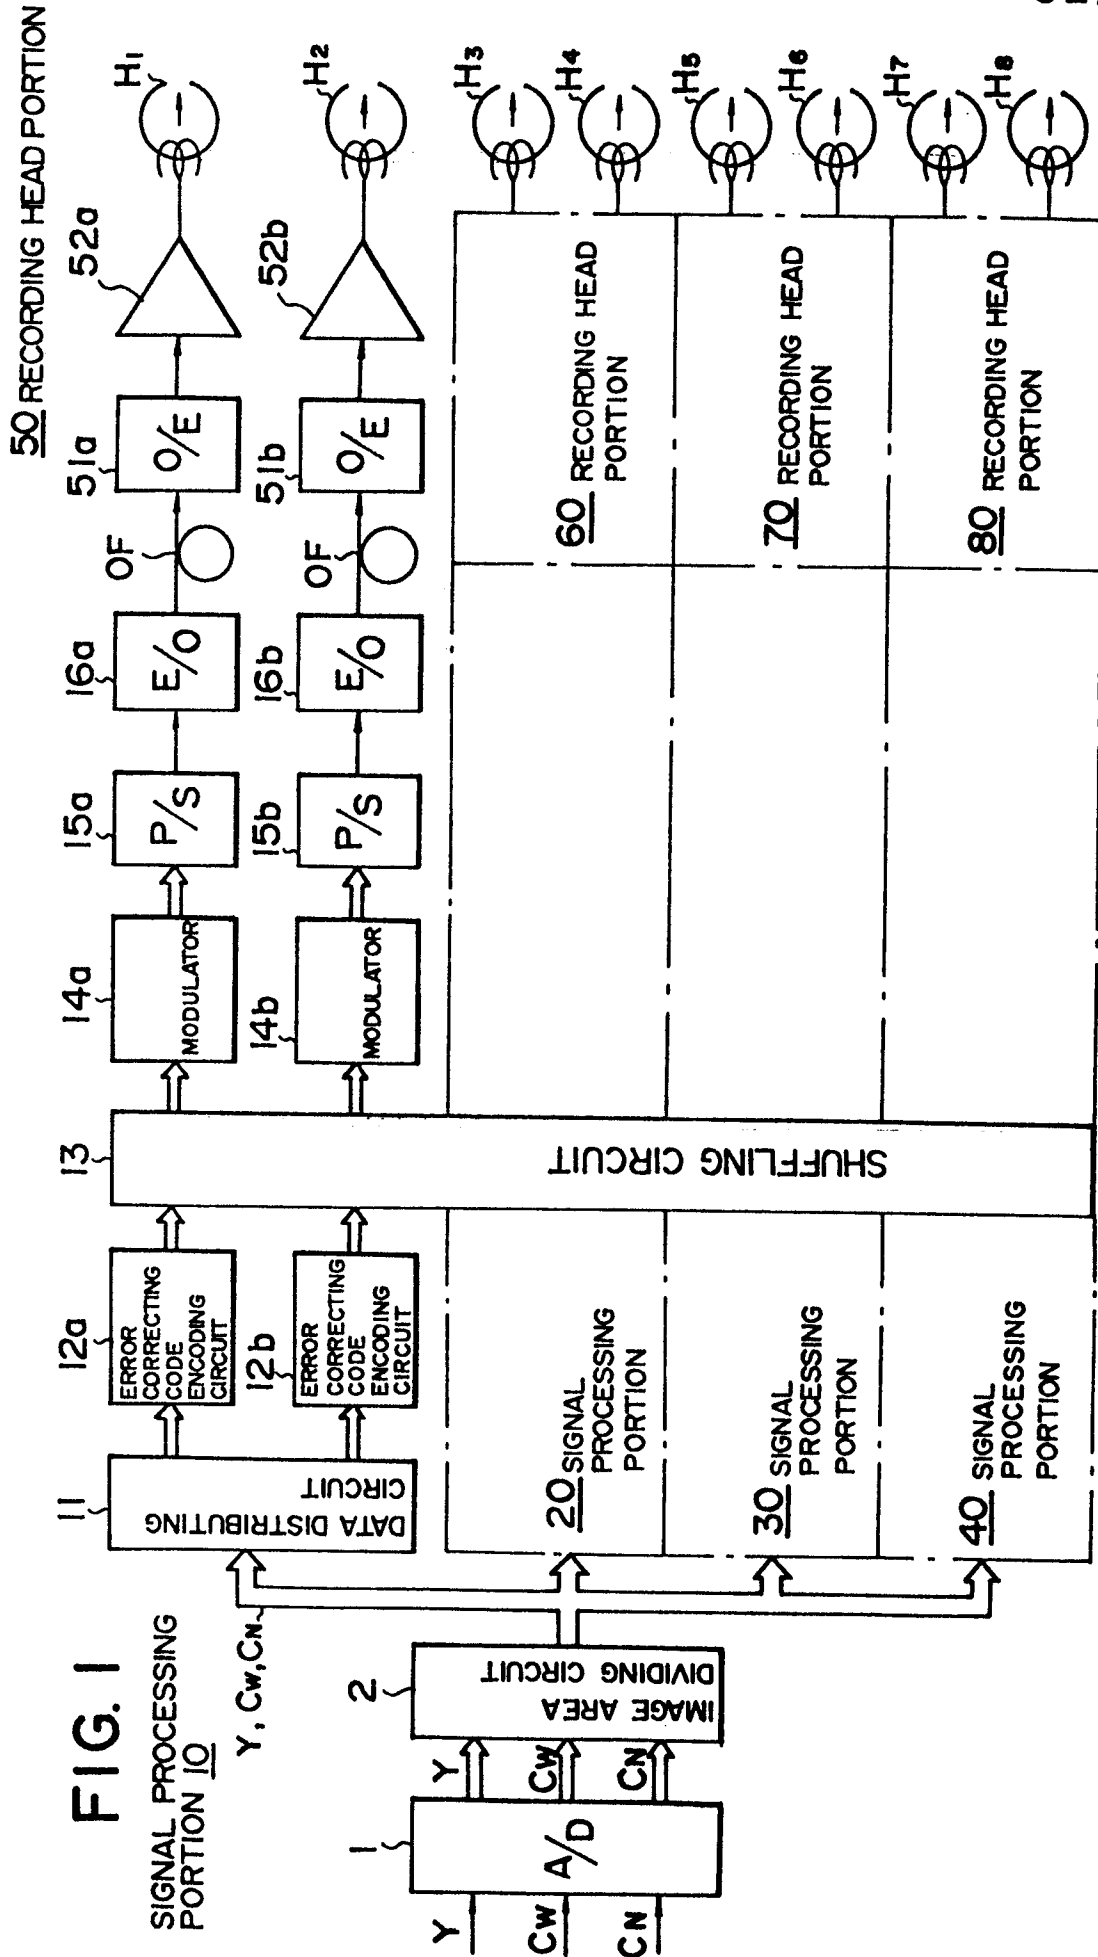 FIG. 1
SIGNAL PROCESSING
PORTION 10
50 RECORDING HEAD PORTION
Y
CW
CN
1
A/D
Y
CW
CN
2
IMAGE AREA
DIVIDING CIRCUIT
Y, CW, CN
11
DATA DISTRIBUTING
CIRCUIT
12a
ERROR
CORRECTING
CODE
ENCODING
CIRCUIT
12b
ERROR
CORRECTING
CODE
ENCODING
CIRCUIT
13
SHUFFLING CIRCUIT
14a
MODULATOR
14b
MODULATOR
15a
P/S
15b
P/S
16a
E/O
16b
E/O
OF
OF
51a
O/E
51b
O/E
52a
52b
H1
H2
20 SIGNAL
PROCESSING
PORTION
30 SIGNAL
PROCESSING
PORTION
40 SIGNAL
PROCESSING
PORTION
60 RECORDING HEAD
PORTION
70 RECORDING HEAD
PORTION
80 RECORDING HEAD
PORTION
H3
H4
H5
H6
H7
H8